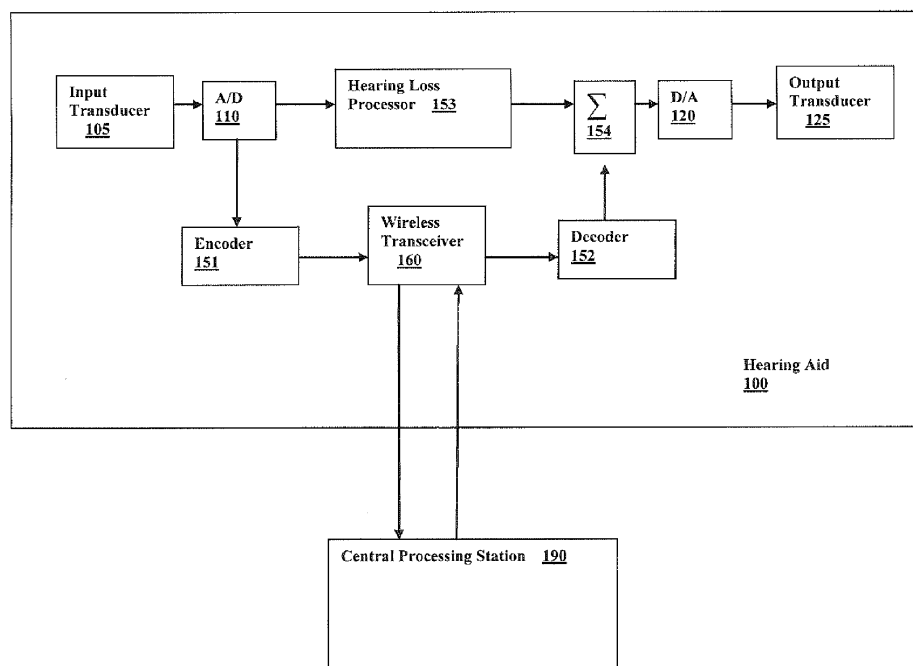 Input
Transducer
105
A/D
110
Hearing Loss
Processor 153
∑
154
D/A
120
Output
Transducer
125
Encoder
151
Wireless
Transceiver
160
Decoder
152
Hearing Aid
100
Central Processing Station 190